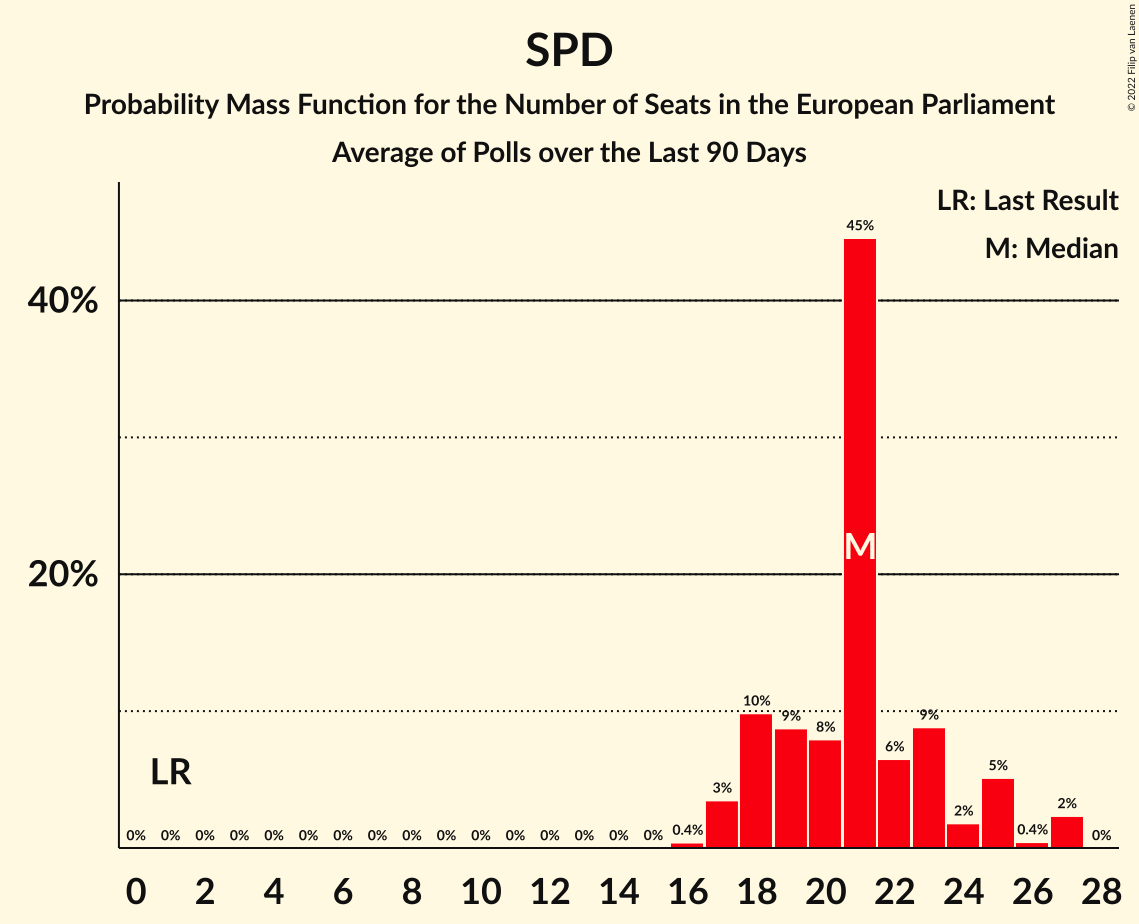 SPD
Probability Mass Function for the Number of Seats in the European Parliament
Average of Polls over the Last 90 Days
© 2022 Filip van Laenen
LR: Last Result
M: Median
45%
40%
M
20%
10% 9% 8% 6% 9% 5%
LR
3% 2% 2%
0% 0% 0% 0% 0% 0% 0% 0% 0% 0% 0% 0% 0% 0% 0% 0% 0.4% 0.4% 0%
0 2 4 6 8 10 12 14 16 18 20 22 24 26 28